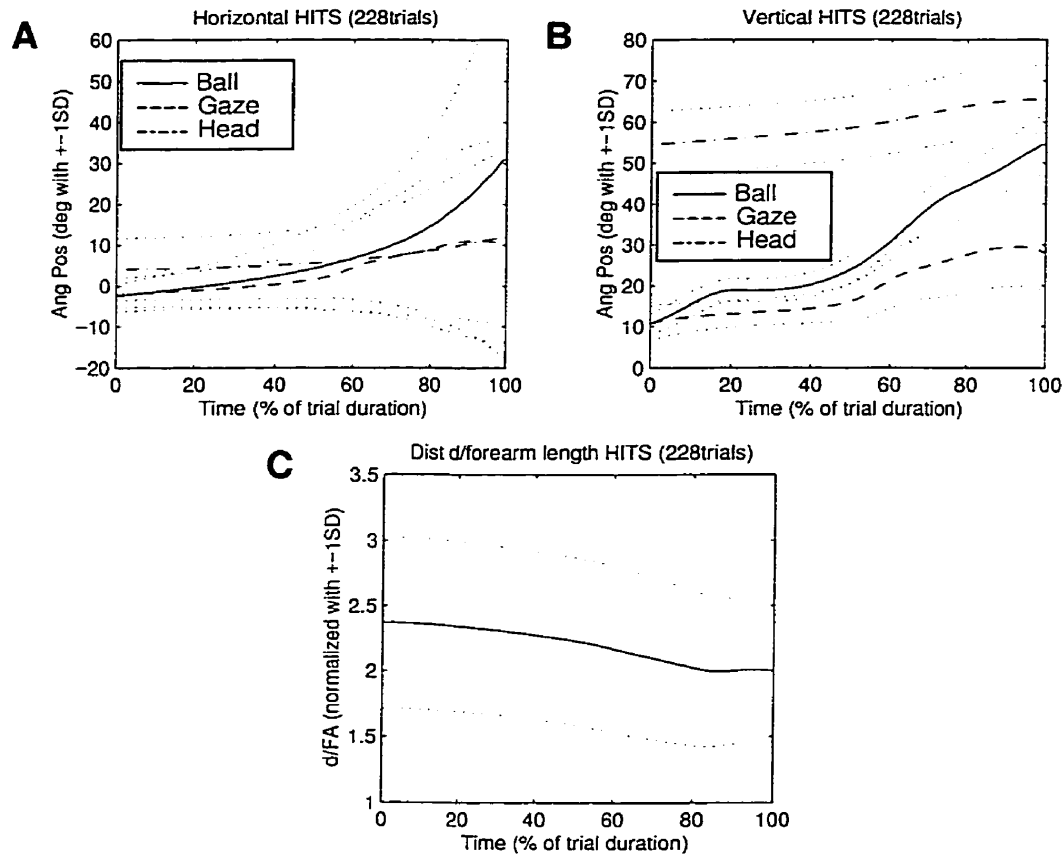 A
Horizontal HITS (228trials)
60
50
40
30
20
10
0
-10
-20
Ang Pos (deg with +-1SD)
Ball
Gaze
Head
0
20
40
60
80
100
Time (% of trial duration)
B
Vertical HITS (228trials)
80
70
60
50
40
30
20
10
0
Ang Pos (deg with +-1SD)
Ball
Gaze
Head
0
20
40
60
80
100
Time (% of trial duration)
C
Dist d/forearm length HITS (228trials)
3.5
3
2.5
2
1.5
1
d/FA (normalized with +-1SD)
0
20
40
60
80
100
Time (% of trial duration)